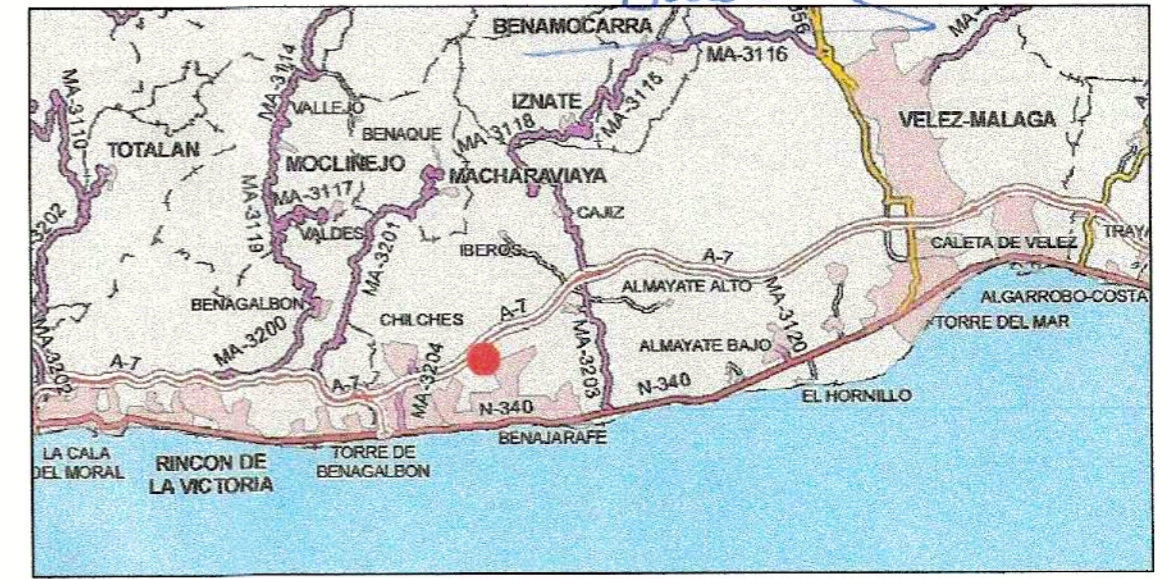 BENAMOCARRA
MA-3116
MA-3114
MA-3115
MA-3110
VALLEJO
IZNATE
VELEZ-MALAGA
BENAQUE
MA-3118
TOTALAN
MOCLINEJO
MACHARAVIAYA
MA-3117
MA-3119
CAJIZ
3202
VALDES
MA-3201
IBEROS
A-7
CALETA DE VELEZ
ALMAYATE ALTO
BENAGALBON
MA-3120
ALGARROBO-COSTA
CHILCHES
A-7
TORRE DEL MAR
MA-3200
MA-3203
ALMAYATE BAJO
MA-3202
A-7
A-7
MA-3204
N-340
N-340
EL HORNILLO
BENAJARAFE
LA CALA
DEL MORAL
RINCON DE
LA VICTORIA
TORRE DE
BENAGALBON